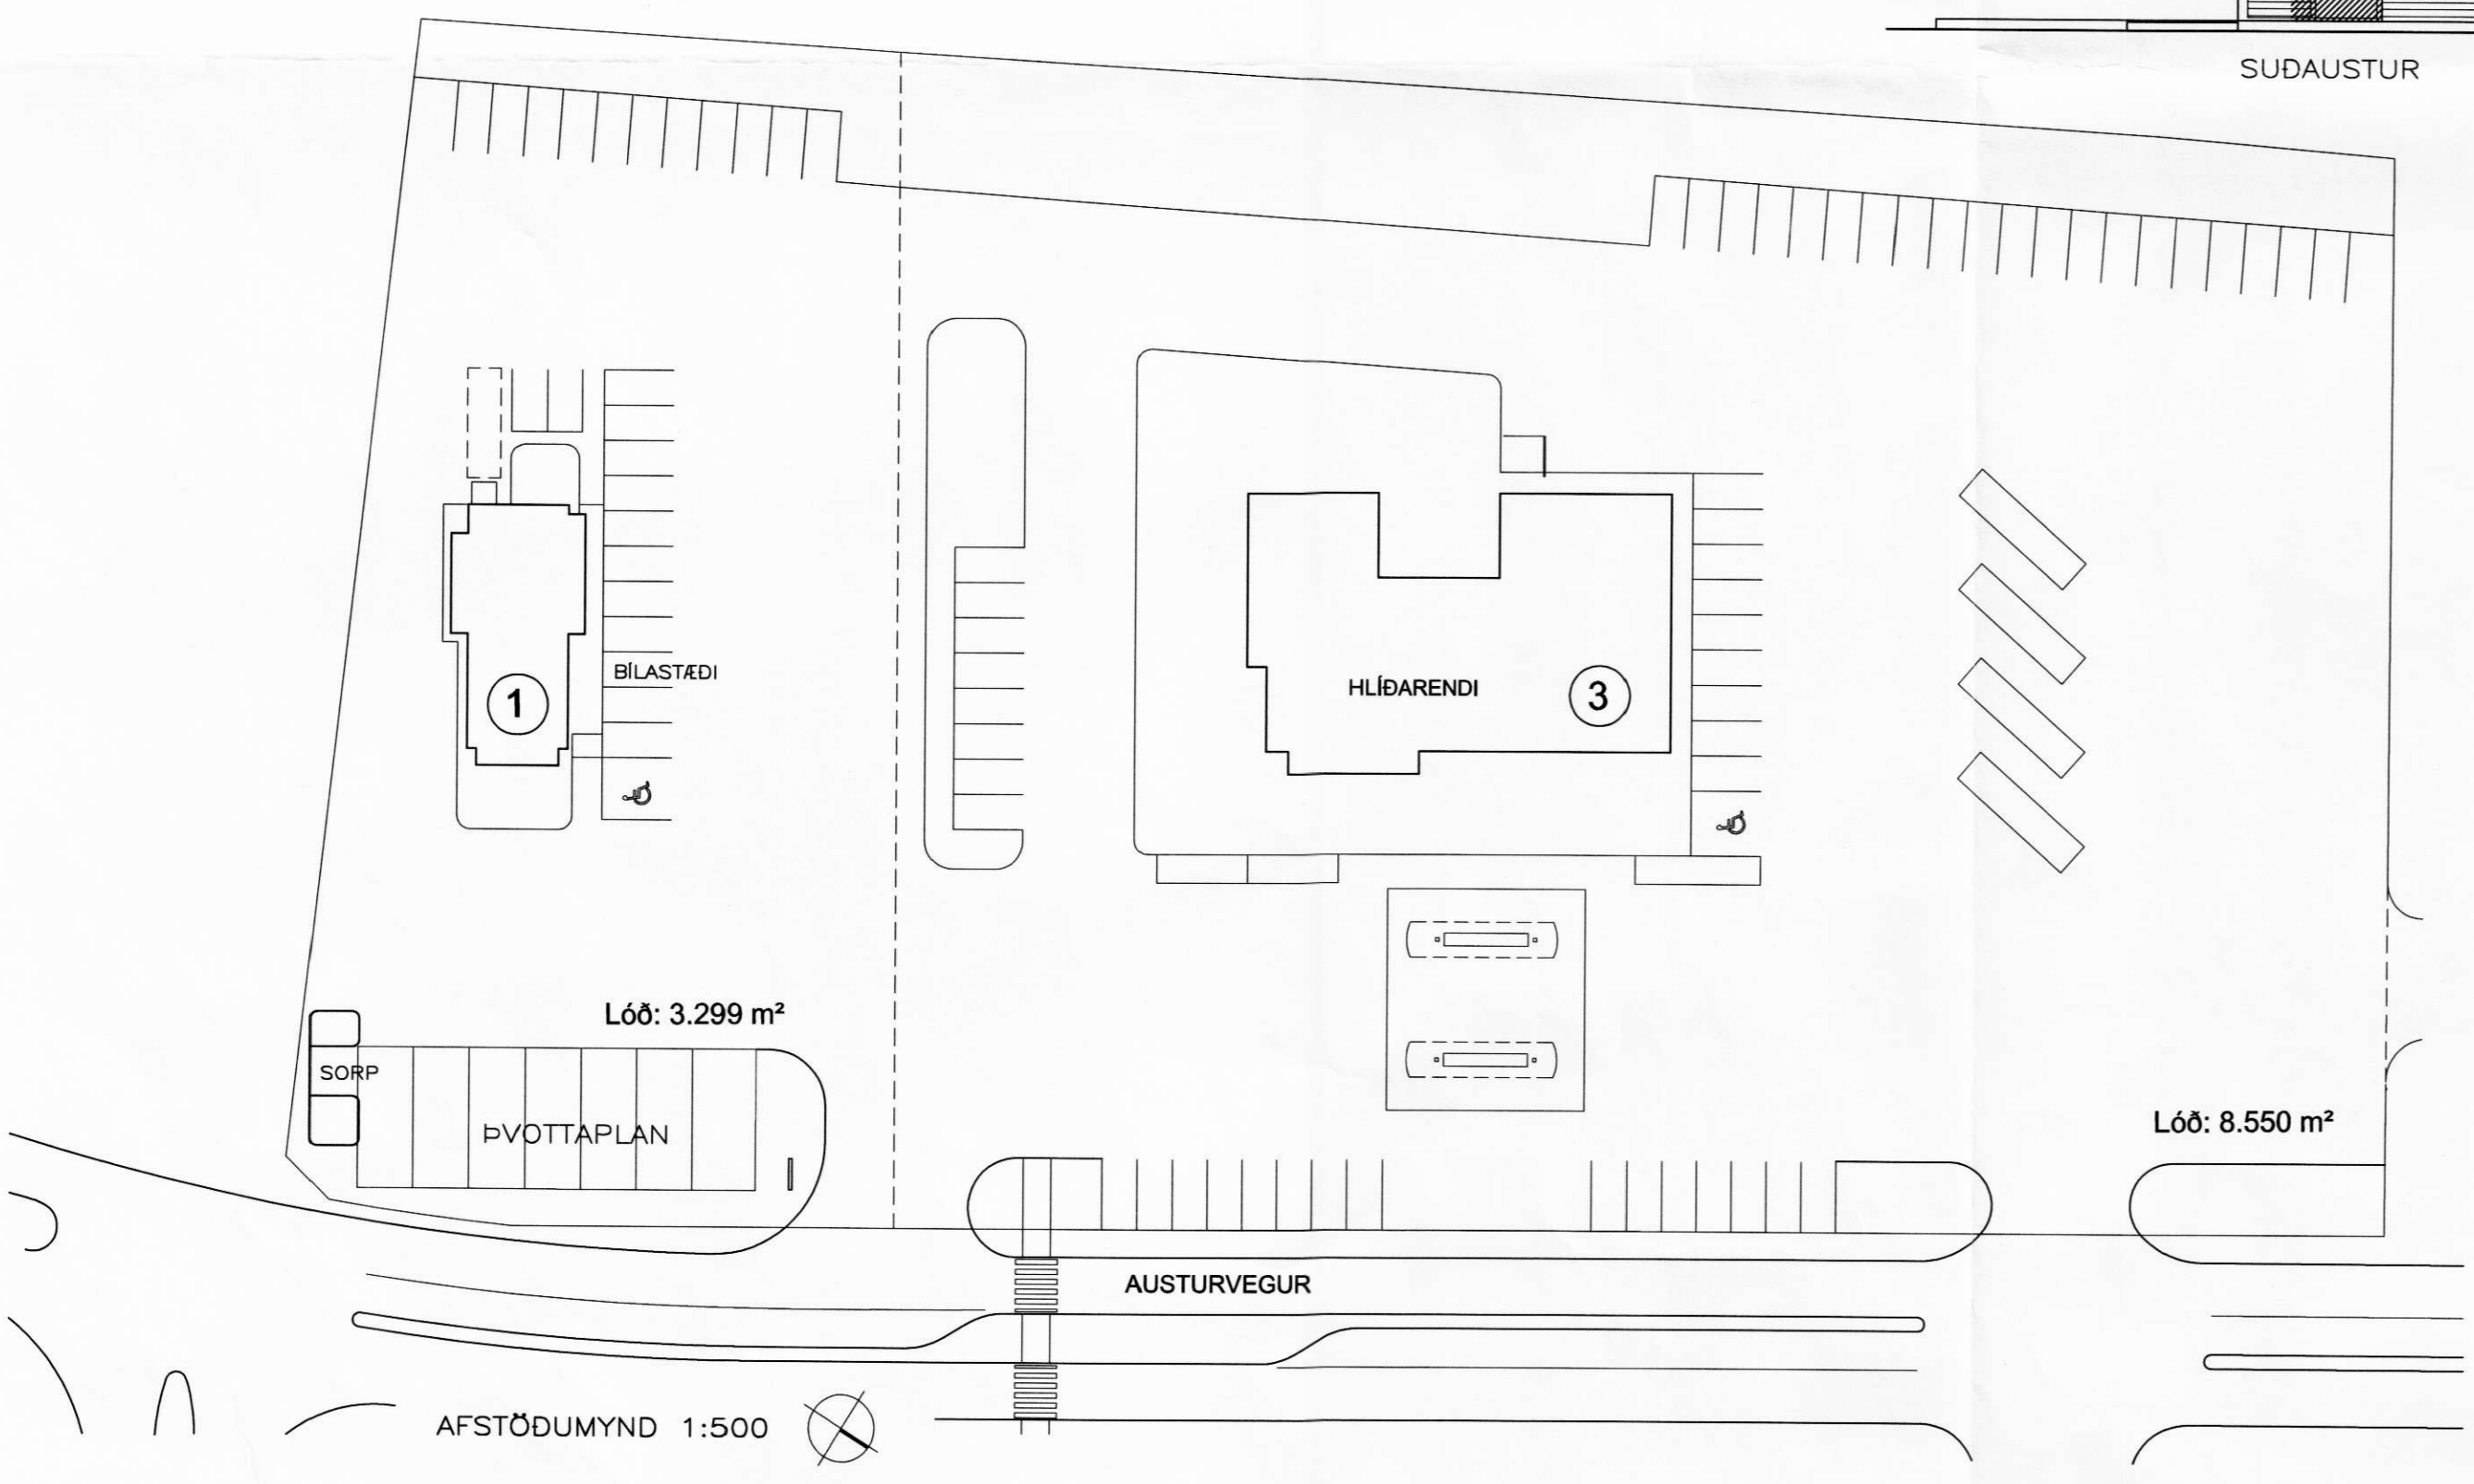 SUÐAUSTUR
BÍLASTÆÐI
1
HLÍÐARENDI
3
Lóð: 3.299 m²
SORP
ÞVOTTAPLAN
Lóð: 8.550 m²
AUSTURVEGUR
AFSTÖÐUMYND 1:500